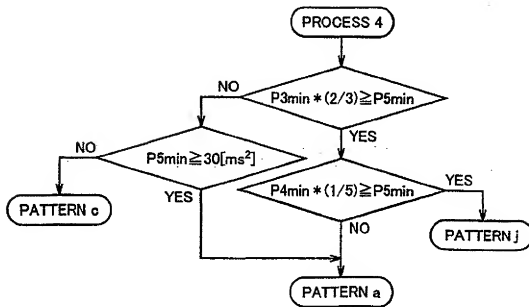 PROCESS 4
NO
P3min*(2/3)≧P5min
NO
P5min≧30[ms²]
YES
YES
P4min*(1/5)≧P5min
YES
PATTERN c
NO
PATTERN j
PATTERN a